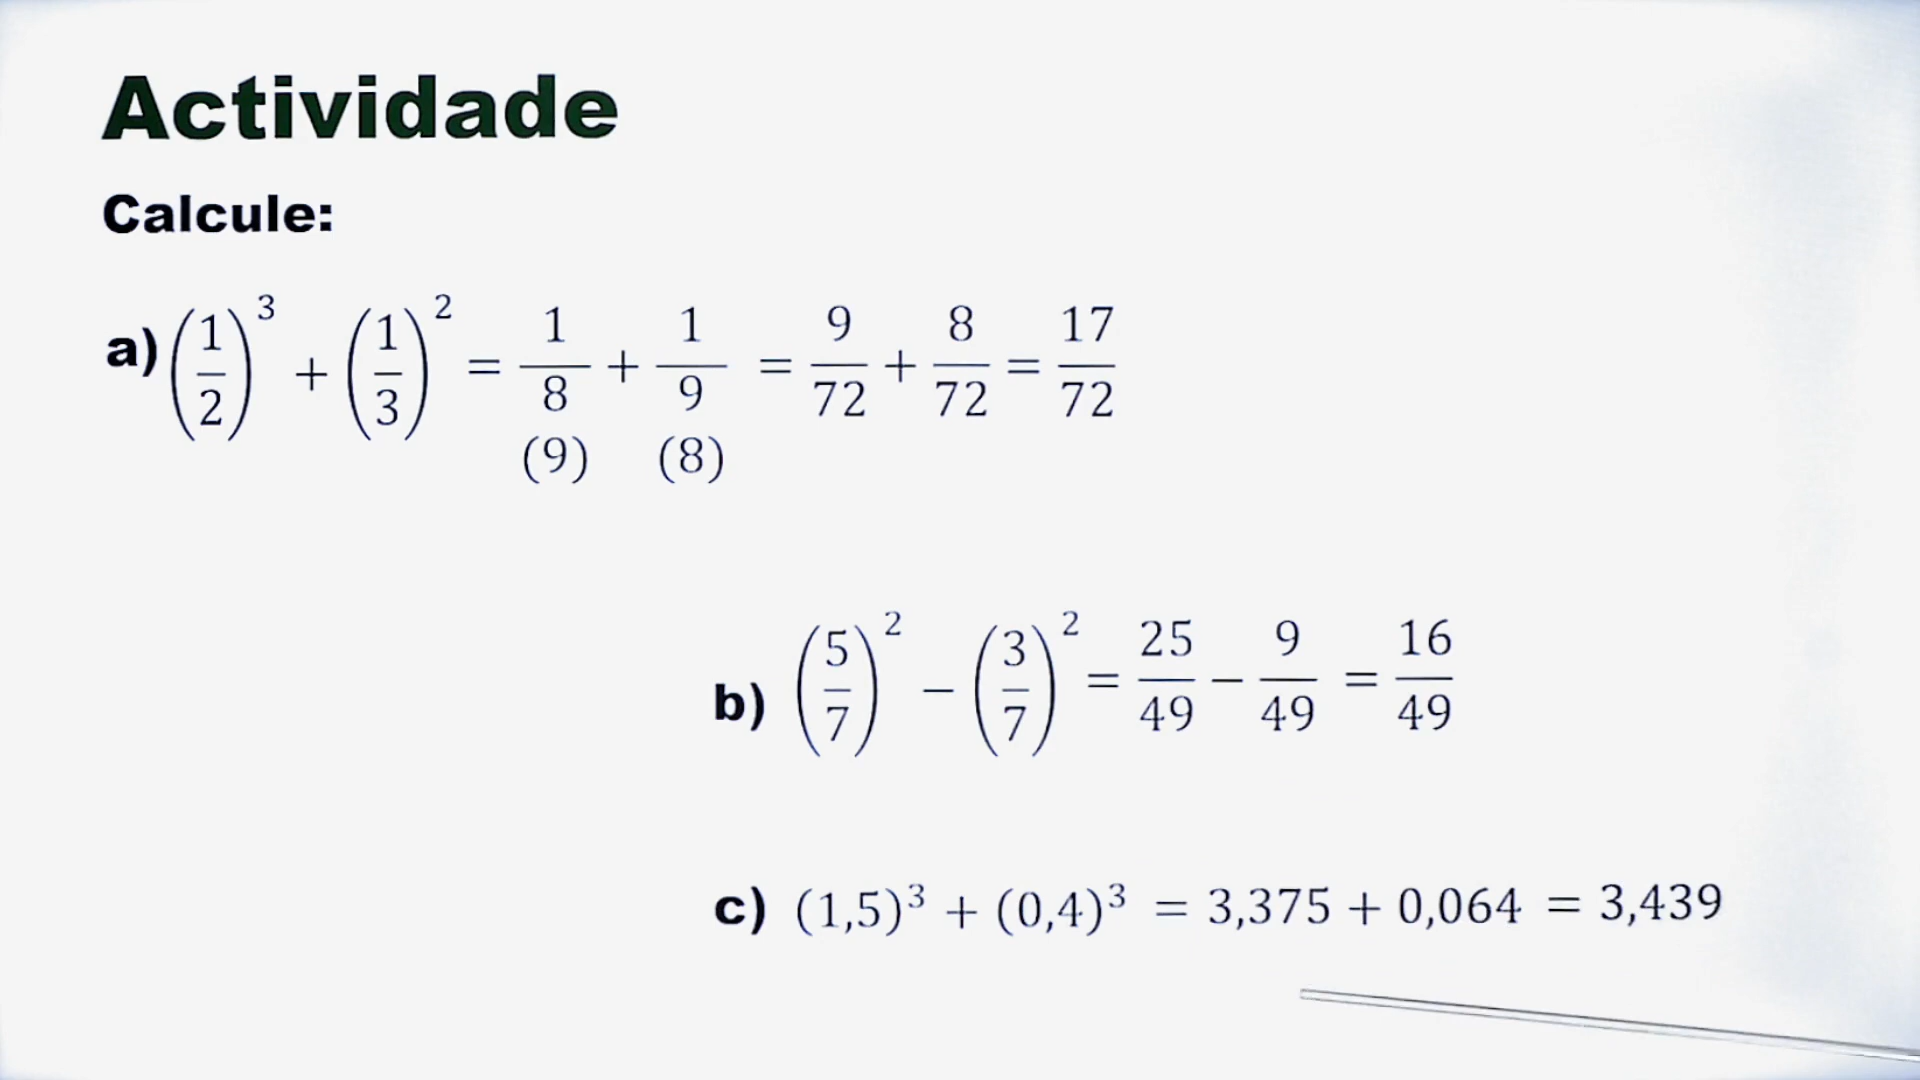 Actividade
Calcule:
a) (1/2)³ + (1/3)² = 1/8 + 1/9 = 9/72 + 8/72 = 17/72
(9) (8)
b) (5/7)² − (3/7)² = 25/49 − 9/49 = 16/49
c) (1,5)³ + (0,4)³ = 3,375 + 0,064 = 3,439